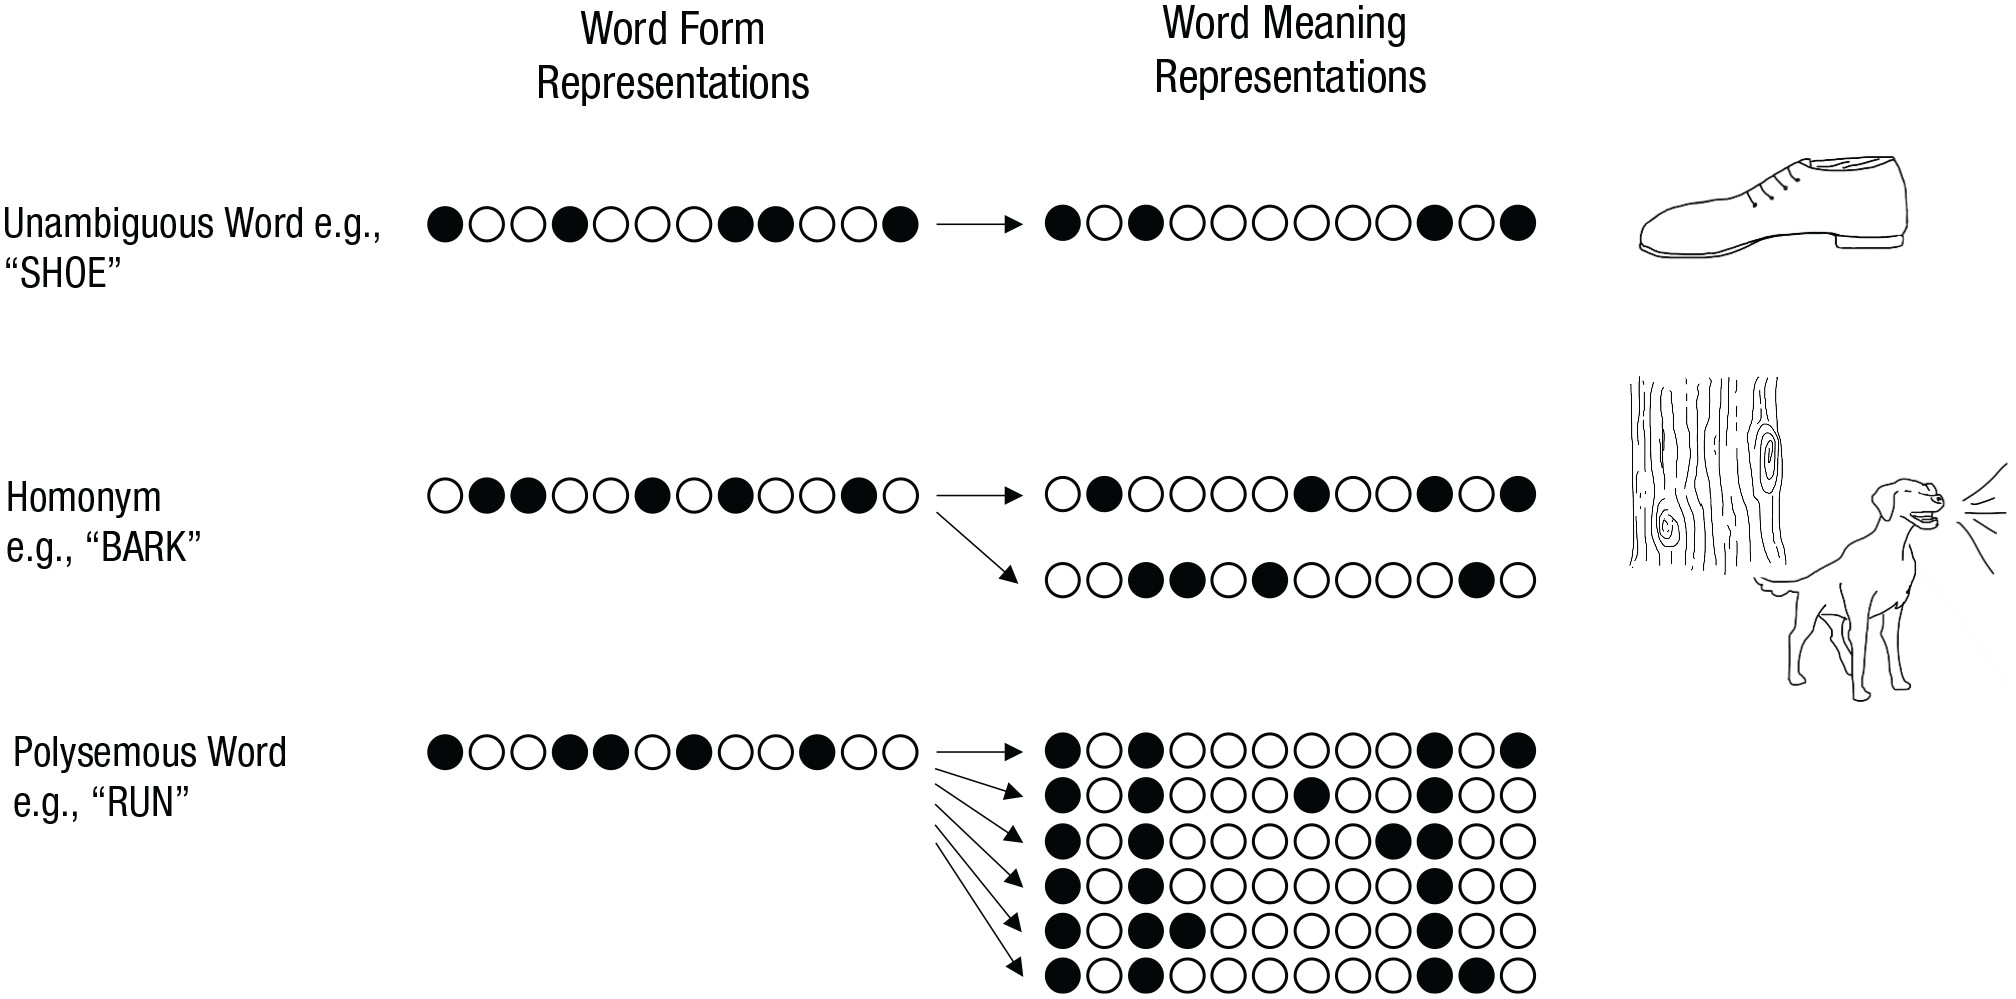 Word Form
Representations
Word Meaning
Representations
Unambiguous Word e.g.,
“SHOE”
Homonym
e.g., “BARK”
Polysemous Word
e.g., “RUN”